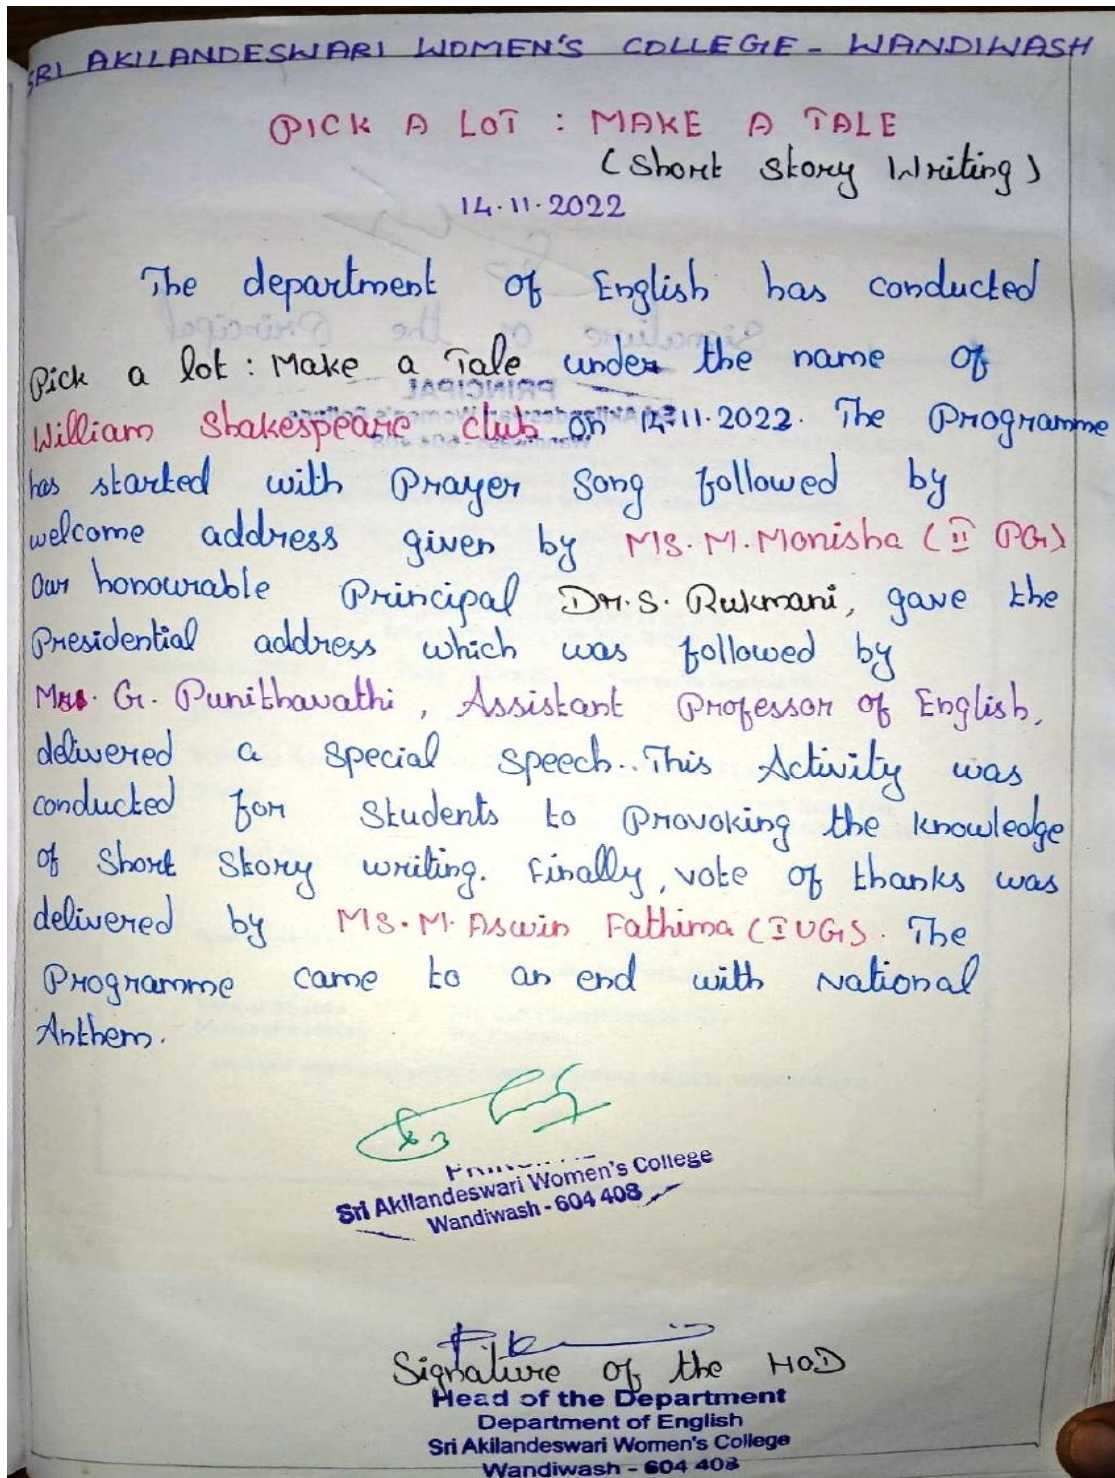 SRI AKILANDESWARI WOMEN'S COLLEGE - WANDIWASH
PICK A LOT : MAKE A TALE
(Short Story Writing)
14.11.2022
The department of English has conducted
Pick a lot : Make a Tale under the name of
William Shakespeare club on 14.11.2022. The Programme
has started with Prayer Song followed by
welcome address given by MS. M. Monisha (II PG)
Our honourable Principal Dr. S. Rukmani, gave the
Presidential address which was followed by
Mrs. G. Punithavathi, Assistant Professor of English,
delivered a special speech.. This Activity was
conducted for Students to Provoking the knowledge
of Short Story writing. Finally, vote of thanks was
delivered by MS. M. Aswin Fathima (I UG). The
Programme came to an end with National
Anthem.
Sri Akilandeswari Women's College
Wandiwash - 604 408
Signature of the HOD
Head of the Department
Department of English
Sri Akilandeswari Women's College
Wandiwash - 604 408